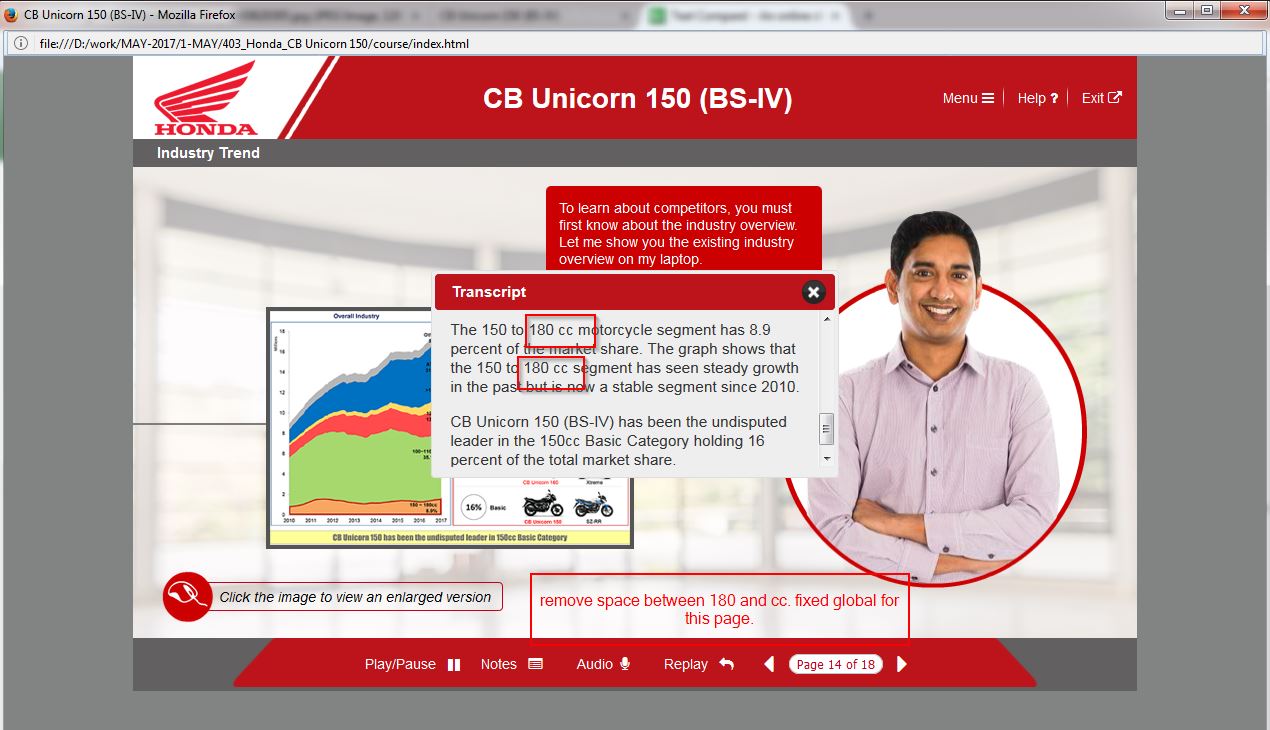 CB Unicorn 150 (BS-IV) - Mozilla Firefox
file:///D:/work/MAY-2017/1-MAY/403_Honda_CB Unicorn 150/course/index.html
HONDA
CB Unicorn 150 (BS-IV)
Menu
Help ?
Exit
Industry Trend
To learn about competitors, you must
first know about the industry overview.
Let me show you the existing industry
overview on my laptop.
Transcript
The 150 to 180 cc motorcycle segment has 8.9
percent of the market share. The graph shows that
the 150 to 180 cc segment has seen steady growth
in the past but is now a stable segment since 2010.
CB Unicorn 150 (BS-IV) has been the undisputed
leader in the 150cc Basic Category holding 16
percent of the total market share.
Overall Industry
Millions
18
16
14
12
10
8
6
4
2
0
150 ~ 180cc
8.9%
2010 2011 2012 2013 2014 2015 2016 2017
CB Unicorn 160
Xtreme
16%
Basic
CB Unicorn 150
SZ-RR
CB Unicorn 150 has been the undisputed leader in 150cc Basic Category
Click the image to view an enlarged version
remove space between 180 and cc. fixed global for
this page.
Play/Pause
Notes
Audio
Replay
Page 14 of 18